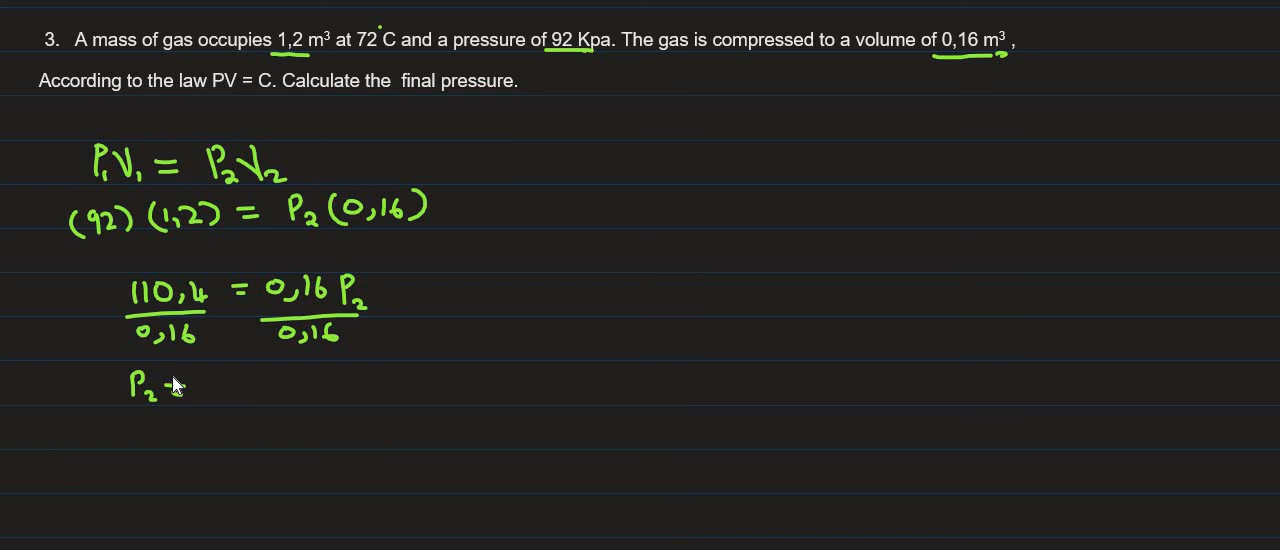 3. A mass of gas occupies 1,2 m³ at 72°C and a pressure of 92 Kpa. The gas is compressed to a volume of 0,16 m³ ,
According to the law PV = C. Calculate the final pressure.
P₁V₁ = P₂V₂
(92) (1,2) = P₂ (0,16)
110,4 = 0,16 P₂
0,16 0,16
P₂ =